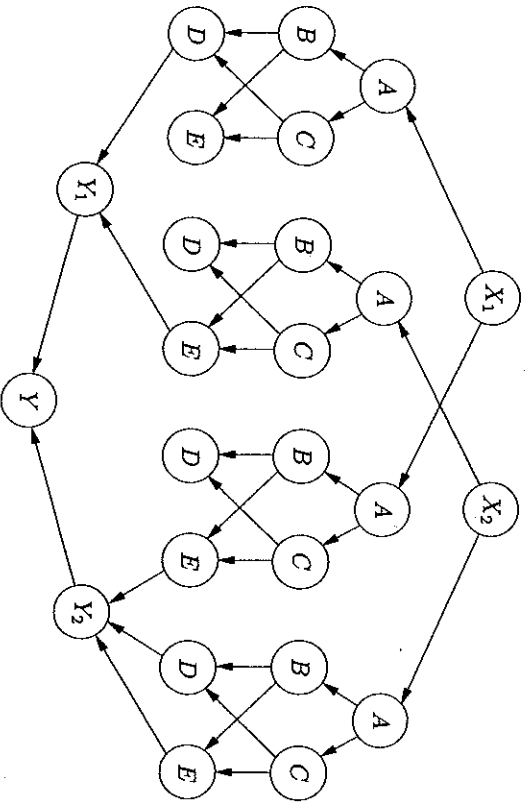 X₁ X₂
A A A A
B C B C B C B C
D E D E D E D E
Y₁ Y₂
Y